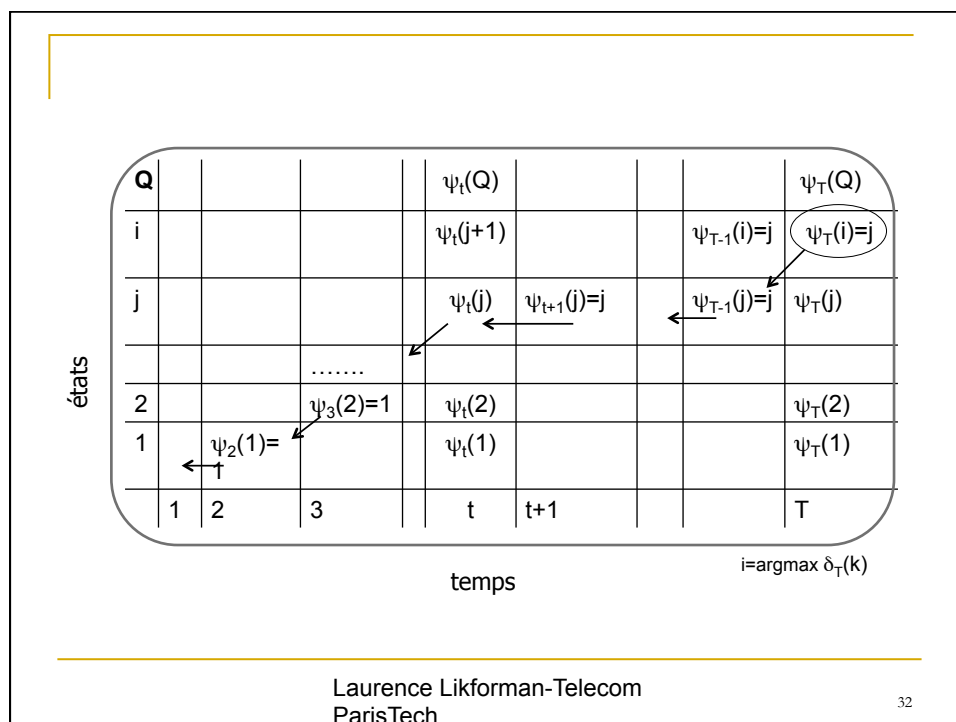 Q ψt(Q) ψT(Q)
i ψt(j+1) ψT-1(i)=j ψT(i)=j
j ψt(j) ψt+1(j)=j ψT-1(j)=j ψT(j)
.......
2 ψ3(2)=1 ψt(2) ψT(2)
1 ψ2(1)= ψt(1) ψT(1)
1
1 2 3 t t+1 T
états
i=argmax δT(k)
temps
Laurence Likforman-Telecom
ParisTech
32